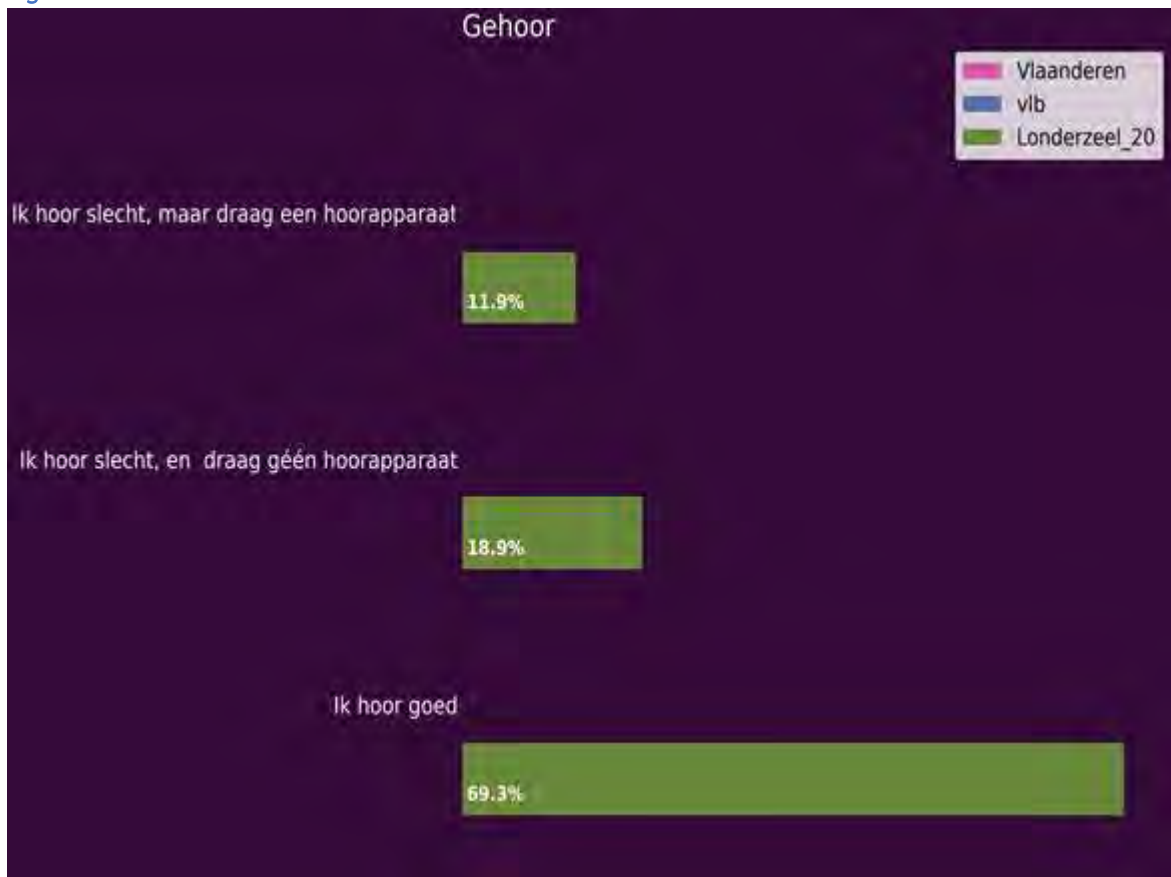 Gehoor
Vlaanderen
vlb
Londerzeel_20
Ik hoor slecht, maar draag een hoorapparaat
11.9%
Ik hoor slecht, en  draag géén hoorapparaat
18.9%
Ik hoor goed
69.3%